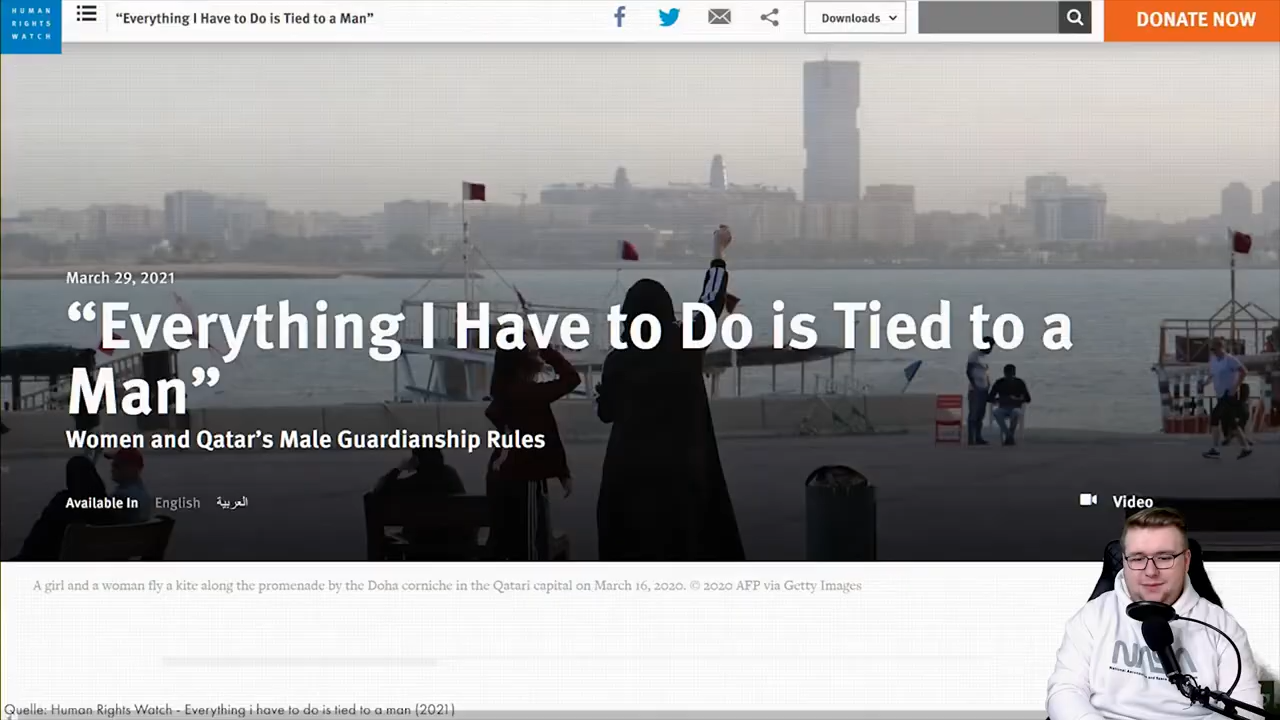 HUMAN
RIGHTS
WATCH
“Everything I Have to Do is Tied to a Man”
Downloads
DONATE NOW
March 29, 2021
“Everything I Have to Do is Tied to a
Man”
Women and Qatar’s Male Guardianship Rules
Available In English العربية
Video
A girl and a woman fly a kite along the promenade by the Doha corniche in the Qatari capital on March 16, 2020. © 2020 AFP via Getty Images
NASA
Quelle: Human Rights Watch - Everything i have to do is tied to a man (2021)